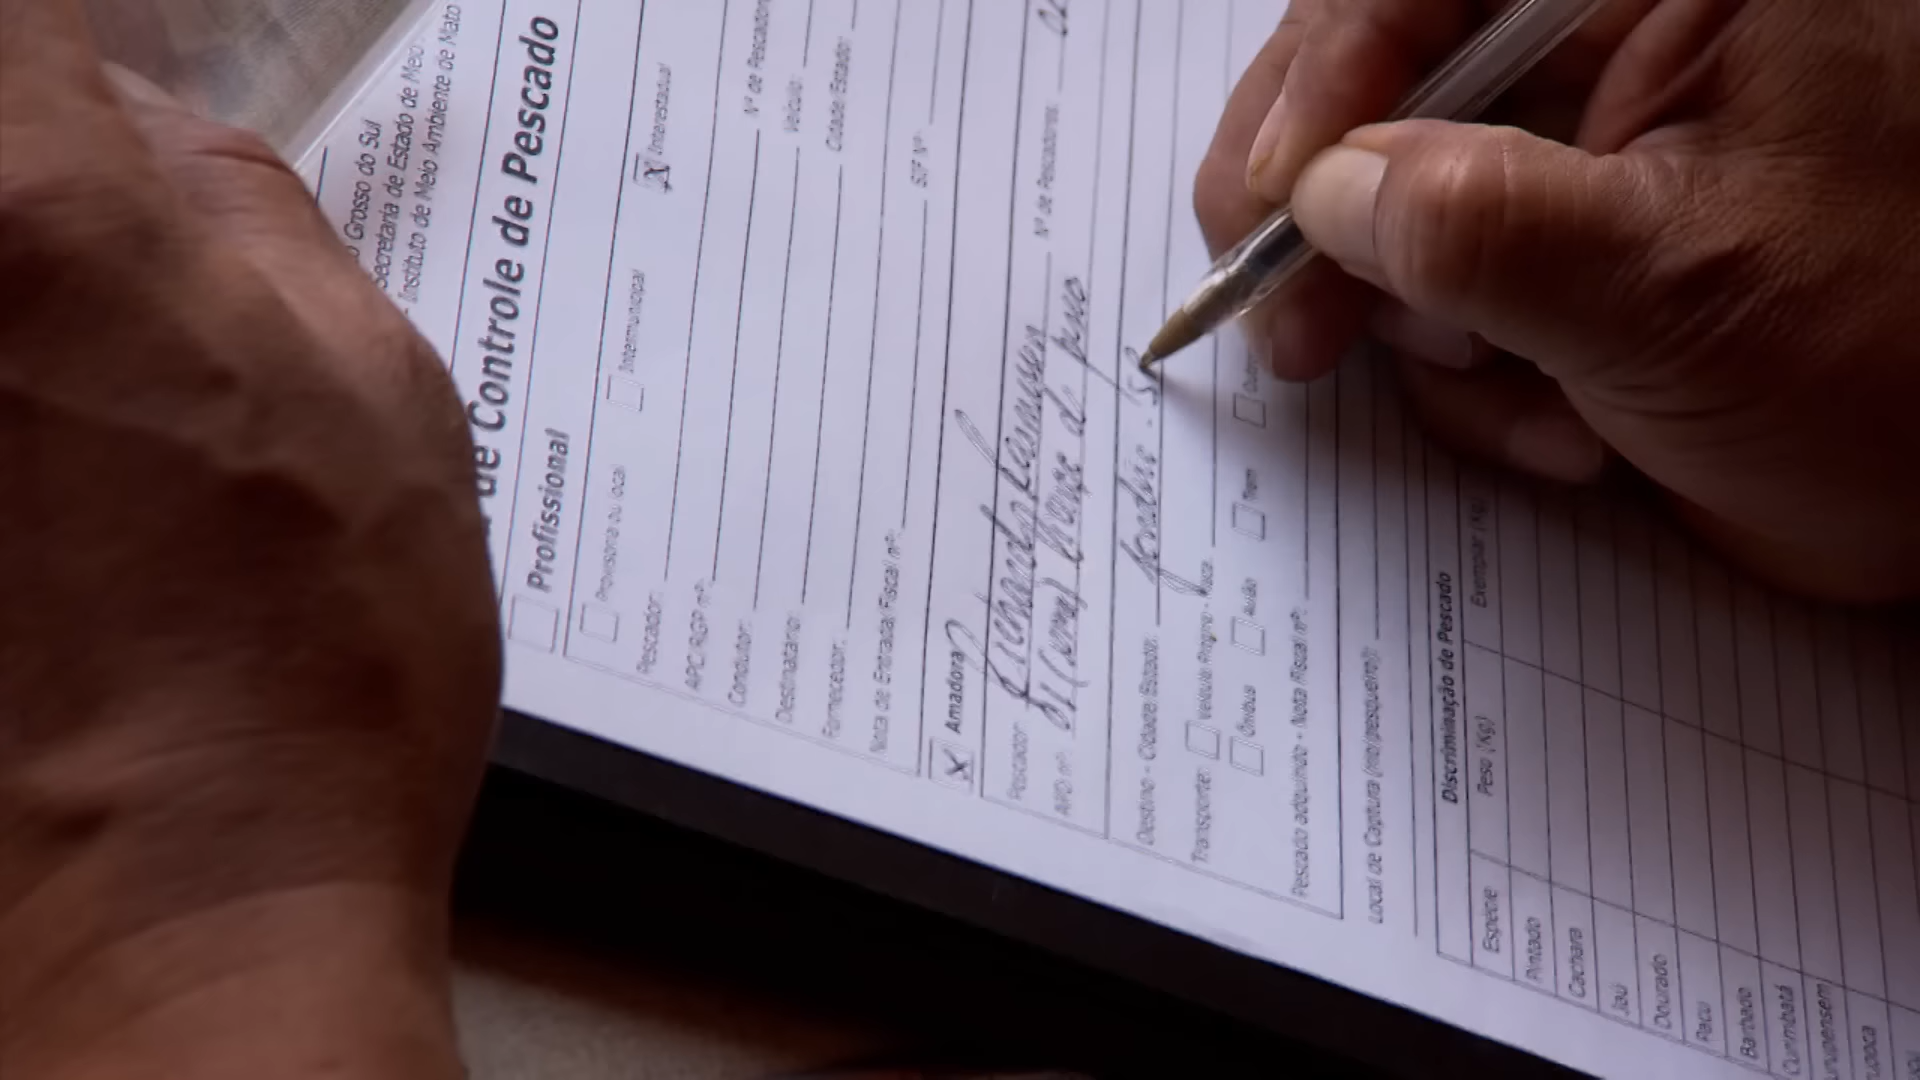 Grosso do Sul
Secretaria de Estado de Meio
- Instituto de Meio Ambiente de Mato
de Controle de Pescado
Profissional
Provisória ou local Intermunicipal X Interestadual
Pescador: Nº de Pescadores
APC/RGP nº:
Condutor: Veículo:
Destinatário: Cidade Estado:
Fornecedor:
Nota de Entrada/Fiscal nº: SIF Nº:
X Amadora
Pescador
Nº de Pescadores:
Destino - Cidade Estado:
Transporte: Veículo Próprio - Placa:
Ônibus Avião Trem
Pescado adquirido - Nota Fiscal nº:
Local de Captura (rio/pesqueiro):
Discriminação de Pescado
Espécie Peso (Kg) Exemplar (Kg)
Pintado
Cachara
Jaú
Dourado
Pacu
Barbado
Curimbatá